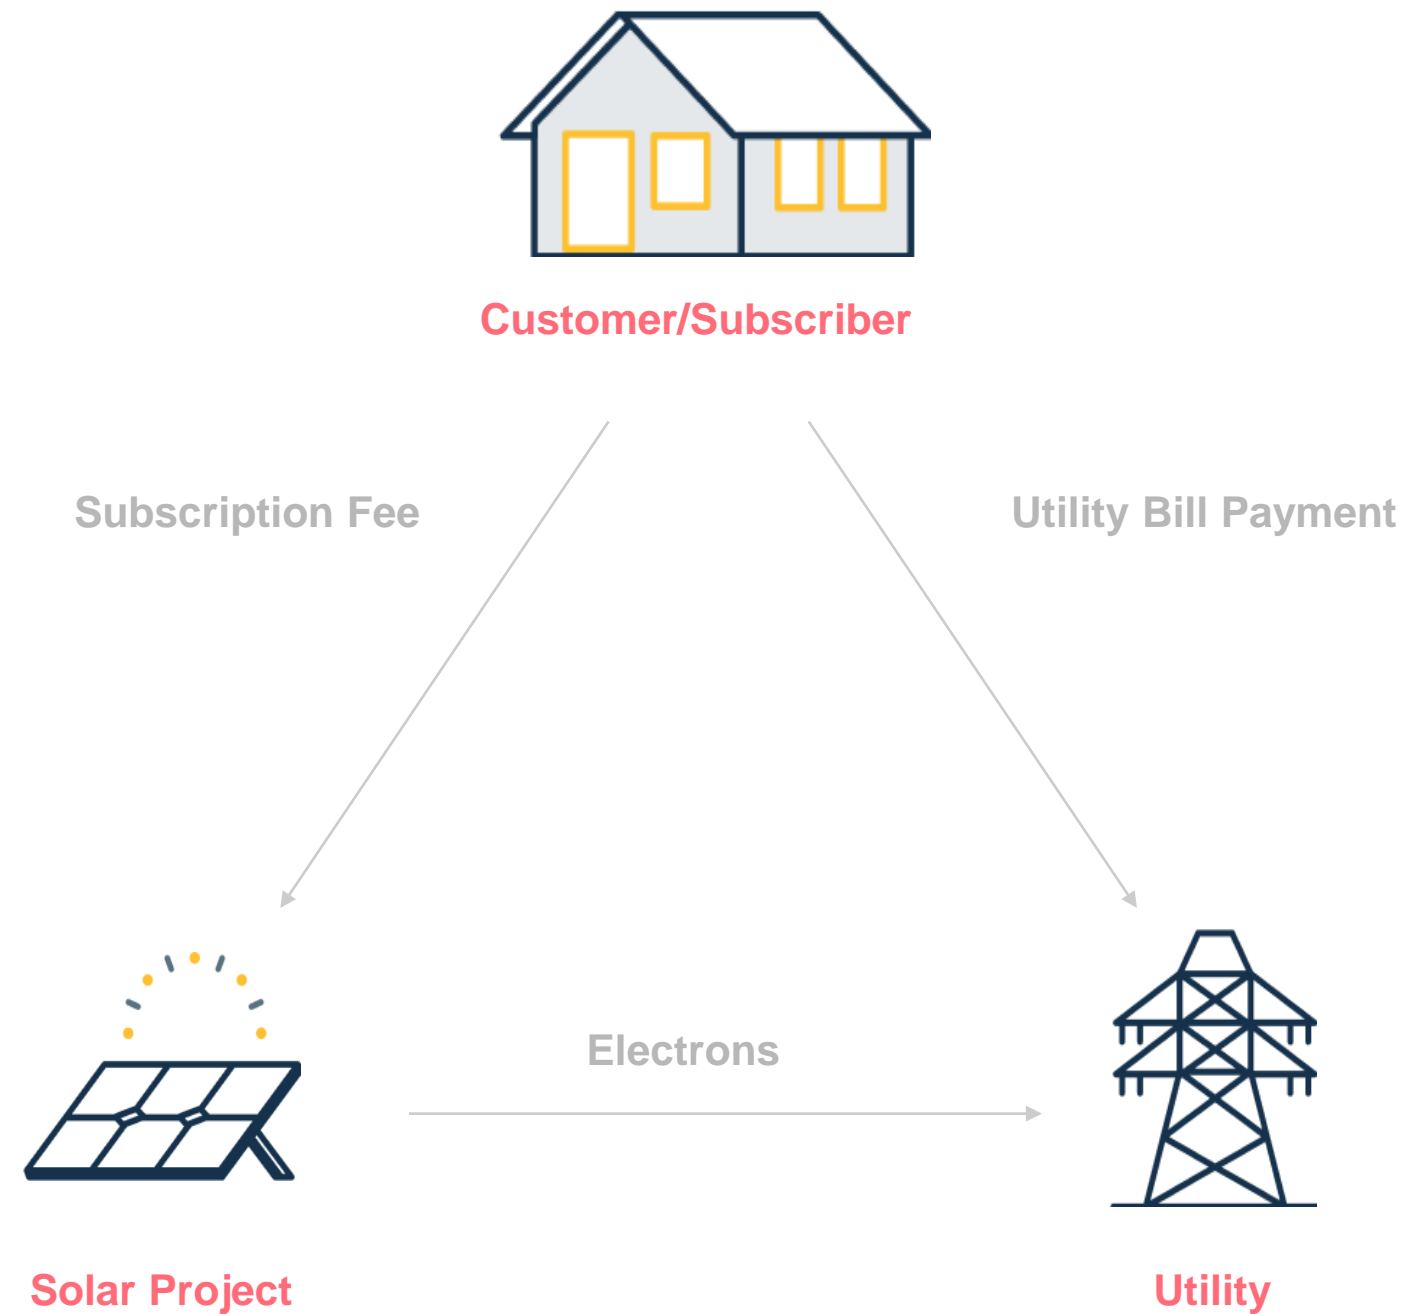 Customer/Subscriber
Subscription Fee
Utility Bill Payment
Electrons
Solar Project
Utility